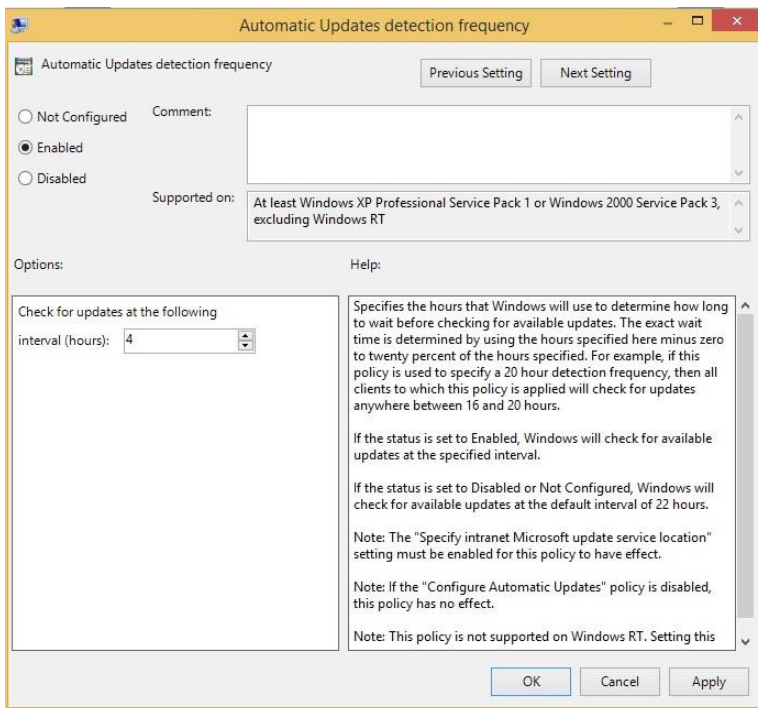 Automatic Updates detection frequency
Automatic Updates detection frequency
Previous Setting
Next Setting
Not Configured
Enabled
Disabled
Comment:
Supported on:
At least Windows XP Professional Service Pack 1 or Windows 2000 Service Pack 3,
excluding Windows RT
Options:
Help:
Check for updates at the following
interval (hours): 4
Specifies the hours that Windows will use to determine how long
to wait before checking for available updates. The exact wait
time is determined by using the hours specified here minus zero
to twenty percent of the hours specified. For example, if this
policy is used to specify a 20 hour detection frequency, then all
clients to which this policy is applied will check for updates
anywhere between 16 and 20 hours.
If the status is set to Enabled, Windows will check for available
updates at the specified interval.
If the status is set to Disabled or Not Configured, Windows will
check for available updates at the default interval of 22 hours.
Note: The "Specify intranet Microsoft update service location"
setting must be enabled for this policy to have effect.
Note: If the "Configure Automatic Updates" policy is disabled,
this policy has no effect.
Note: This policy is not supported on Windows RT. Setting this
OK
Cancel
Apply